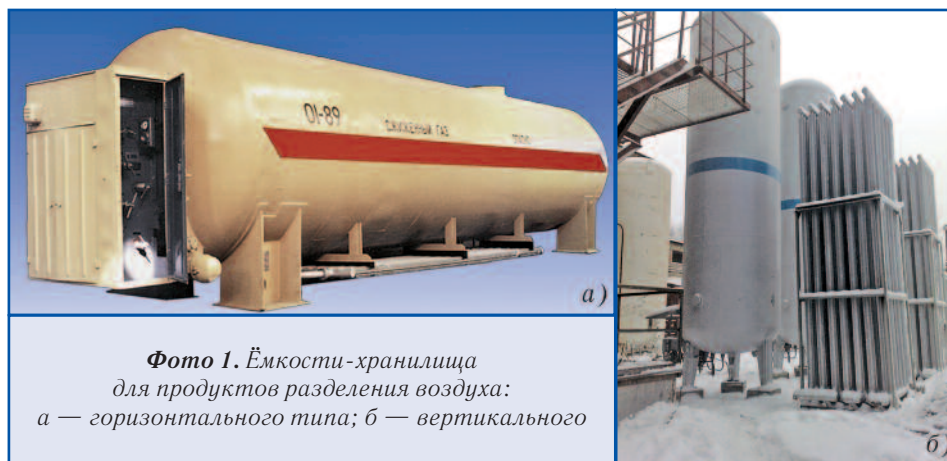 01-89
СЖИЖЕННЫЙ ГАЗ
а)
Фото 1. Ёмкости-хранилища
для продуктов разделения воздуха:
а — горизонтального типа; б — вертикального
б)